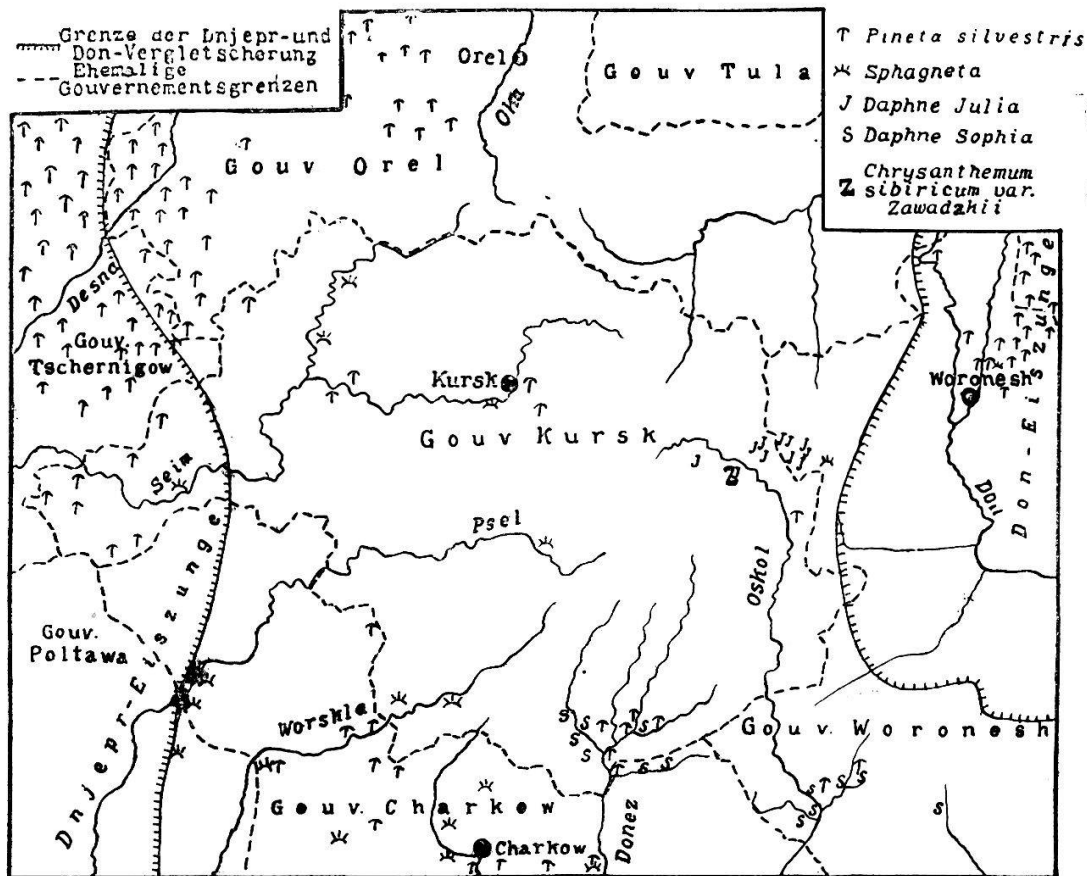 Grenze der Dnjepr-und
Don-Vergletscherung
Ehemalige
Gouvernementsgrenzen
Pineta silvestris
Sphagneta
J Daphne Julia
S Daphne Sophia
Z Chrysanthemum
sibiricum var.
Zawadzkii
Orel
Oka
Gouv Tula
Gouv Orel
Desna
Gouv.
Tschernigow
Kursk
Woronesh
Gouv Kursk
Don-Eiszunge
Don
Seim
Psel
Oskol
Gouv.
Poltawa
Dnjepr-Eiszunge
Worskla
Gouv. Woronesh
Gouv. Charkow
Charkow
Donez
J
J J J
J J J J
Z
S
S S S
S S
S S
S S S
S
S
S S
S